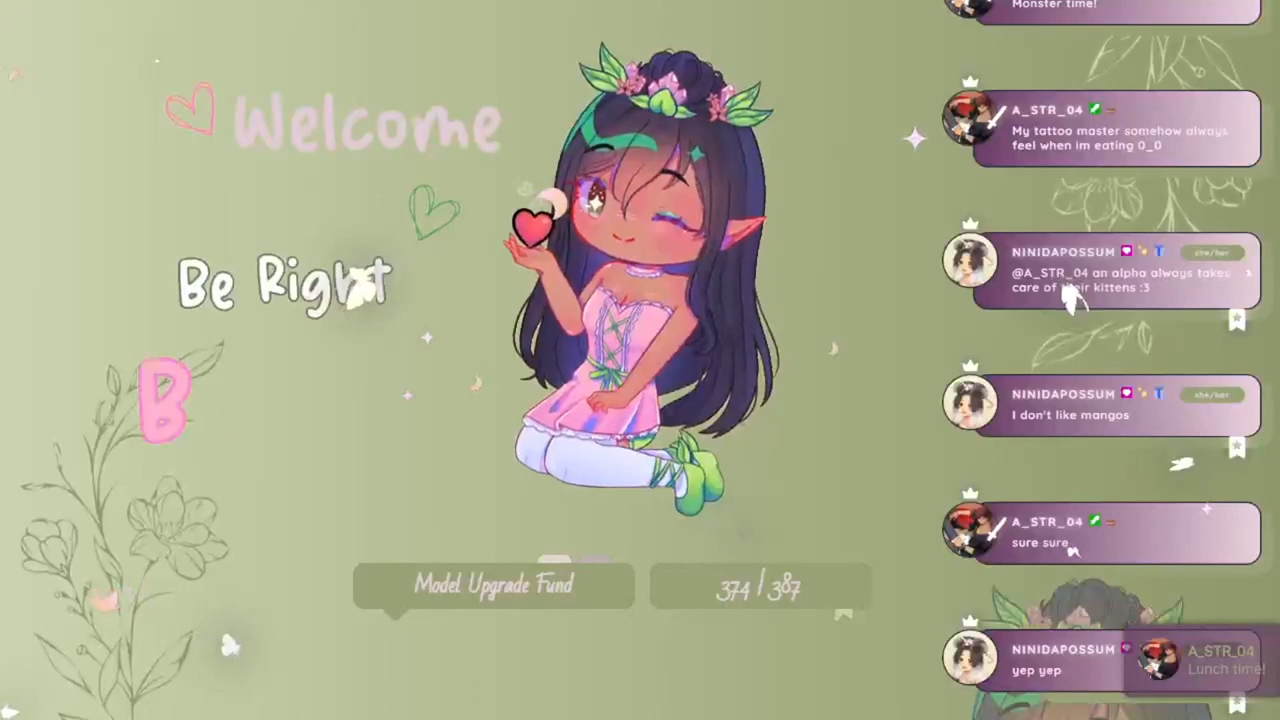 Welcome
Be Right
B
Model Upgrade Fund
374 / 387
Monster time!
A_STR_04
My tattoo master somehow always
feel when im eating 0_0
NINIDAPOSSUM she/her
@A_STR_04 an alpha always takes
care of their kittens :3
NINIDAPOSSUM she/her
I don't like mangos
A_STR_04
sure sure
NINIDAPOSSUM
yep yep
A_STR_04
Lunch time!